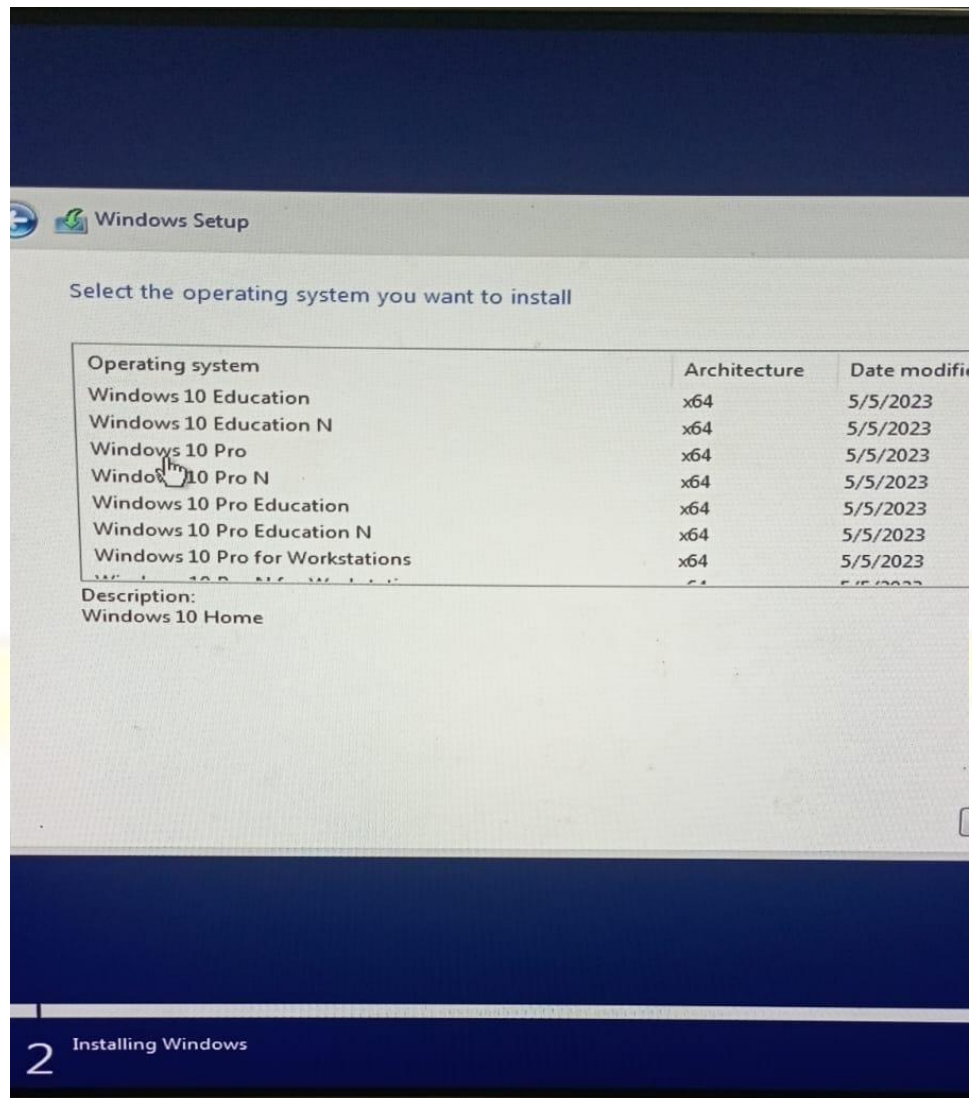 Windows Setup
Select the operating system you want to install
Operating system Architecture Date modifie
Windows 10 Education x64 5/5/2023
Windows 10 Education N x64 5/5/2023
Windows 10 Pro x64 5/5/2023
Windo 10 Pro N x64 5/5/2023
Windows 10 Pro Education x64 5/5/2023
Windows 10 Pro Education N x64 5/5/2023
Windows 10 Pro for Workstations x64 5/5/2023
Description:
Windows 10 Home
2 Installing Windows